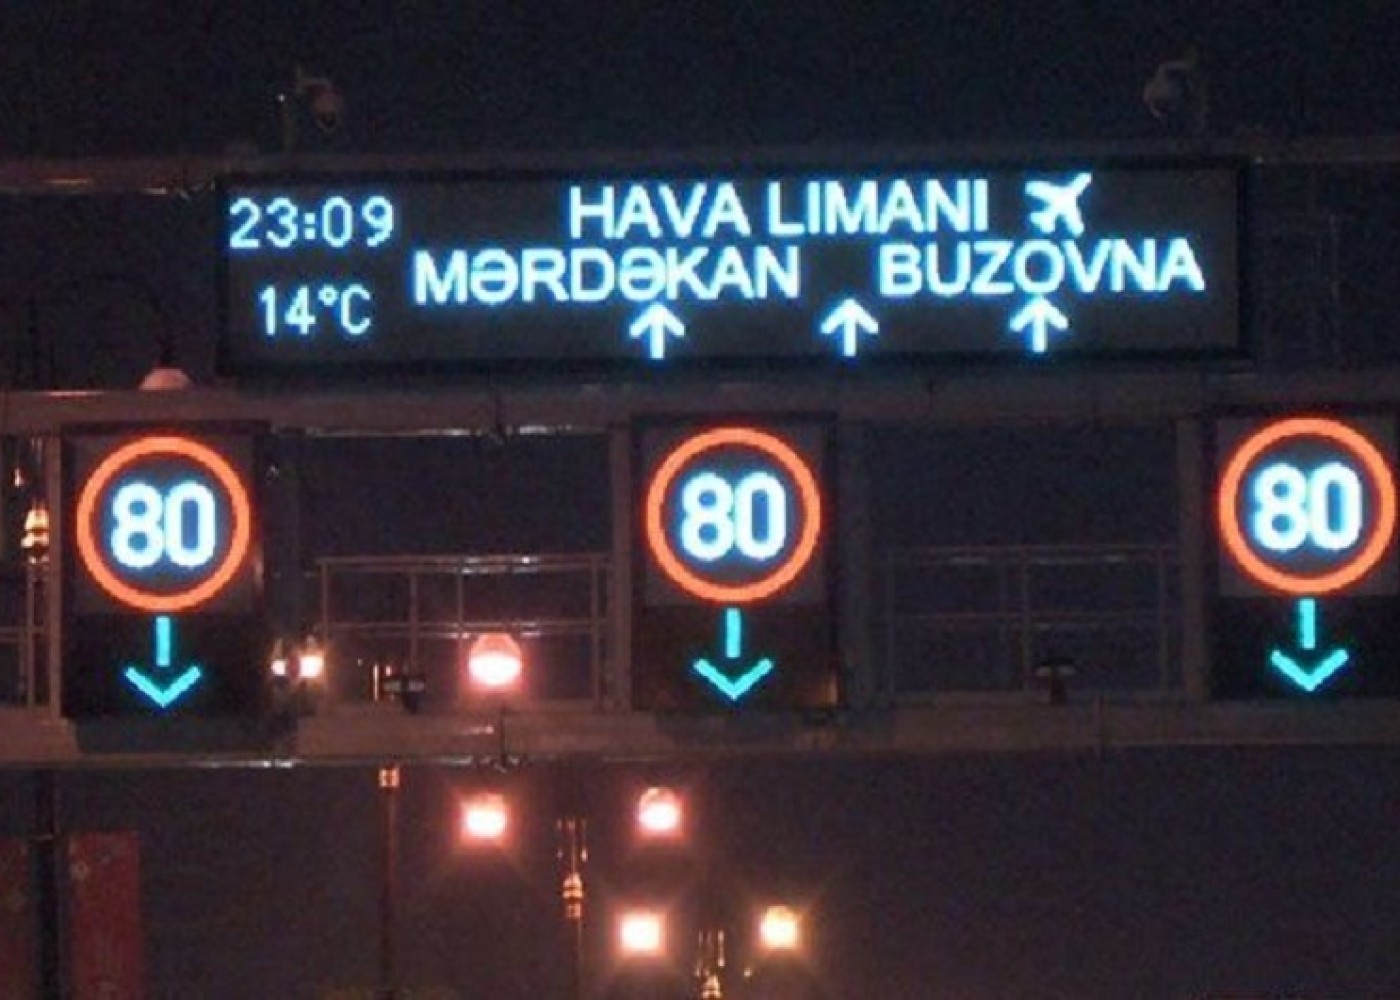 23:09
HAVA LIMANI
14°C
MƏRDƏKAN BUZOVNA
80 80 80